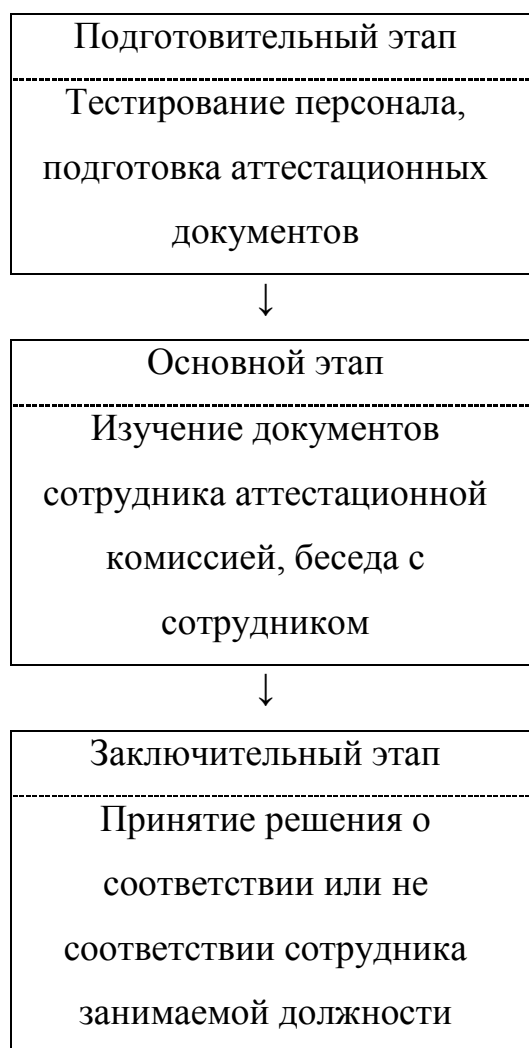 Подготовительный этап
Тестирование персонала,
подготовка аттестационных
документов
↓
Основной этап
Изучение документов
сотрудника аттестационной
комиссией, беседа с
сотрудником
↓
Заключительный этап
Принятие решения о
соответствии или не
соответствии сотрудника
занимаемой должности